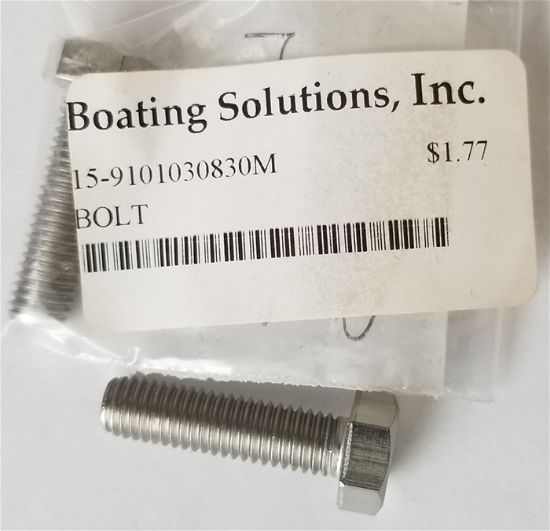 Boating Solutions, Inc.
15-9101030830M $1.77
BOLT